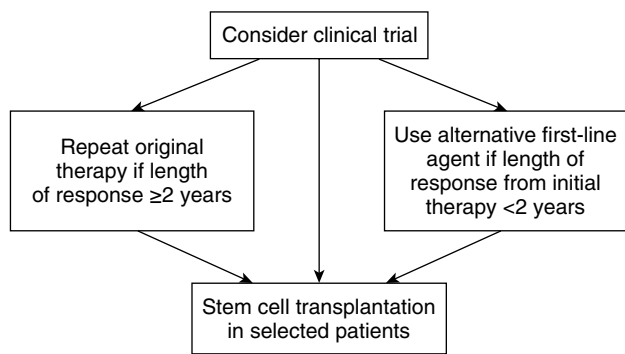 Consider clinical trial
Repeat original
therapy if length
of response ≥2 years
Use alternative first-line
agent if length of
response from initial
therapy <2 years
Stem cell transplantation
in selected patients